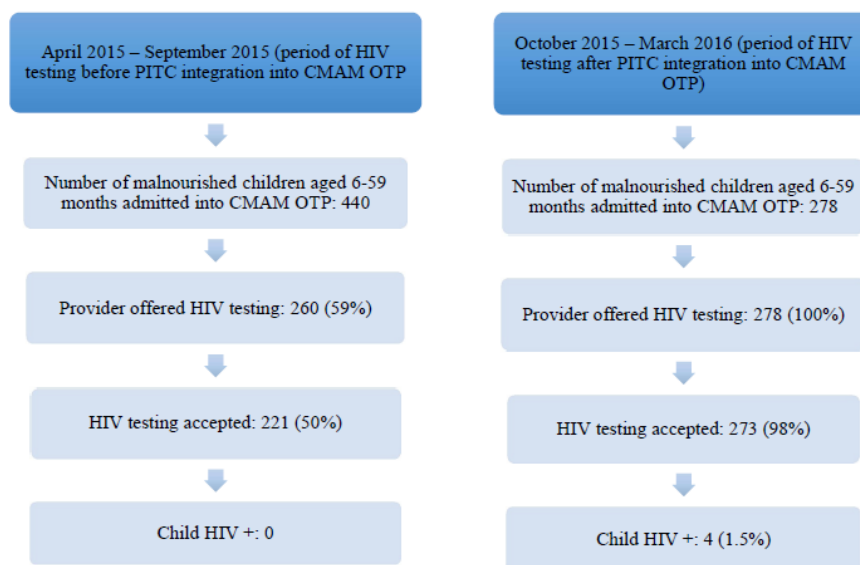 April 2015 – September 2015 (period of HIV
testing before PITC integration into CMAM OTP
Number of malnourished children aged 6-59
months admitted into CMAM OTP: 440
Provider offered HIV testing: 260 (59%)
HIV testing accepted: 221 (50%)
Child HIV +: 0
October 2015 – March 2016 (period of HIV
testing after PITC integration into CMAM
OTP)
Number of malnourished children aged 6-59
months admitted into CMAM OTP: 278
Provider offered HIV testing: 278 (100%)
HIV testing accepted: 273 (98%)
Child HIV +: 4 (1.5%)